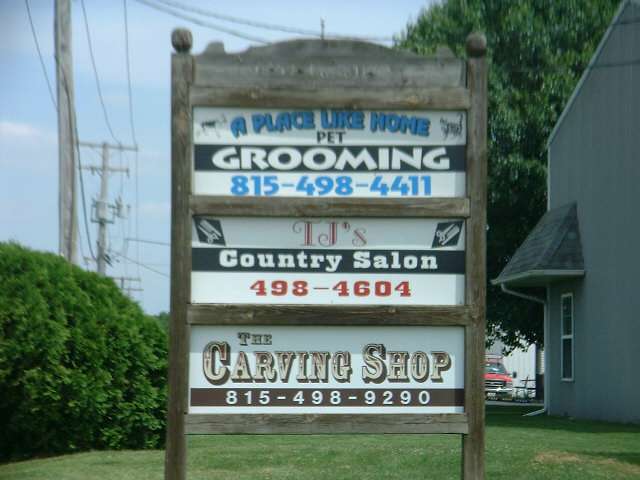 A PLACE LIKE HOME
PET
GROOMING
815-498-4411
TJ's
Country Salon
498-4604
THE
CARVING SHOP
815-498-9290